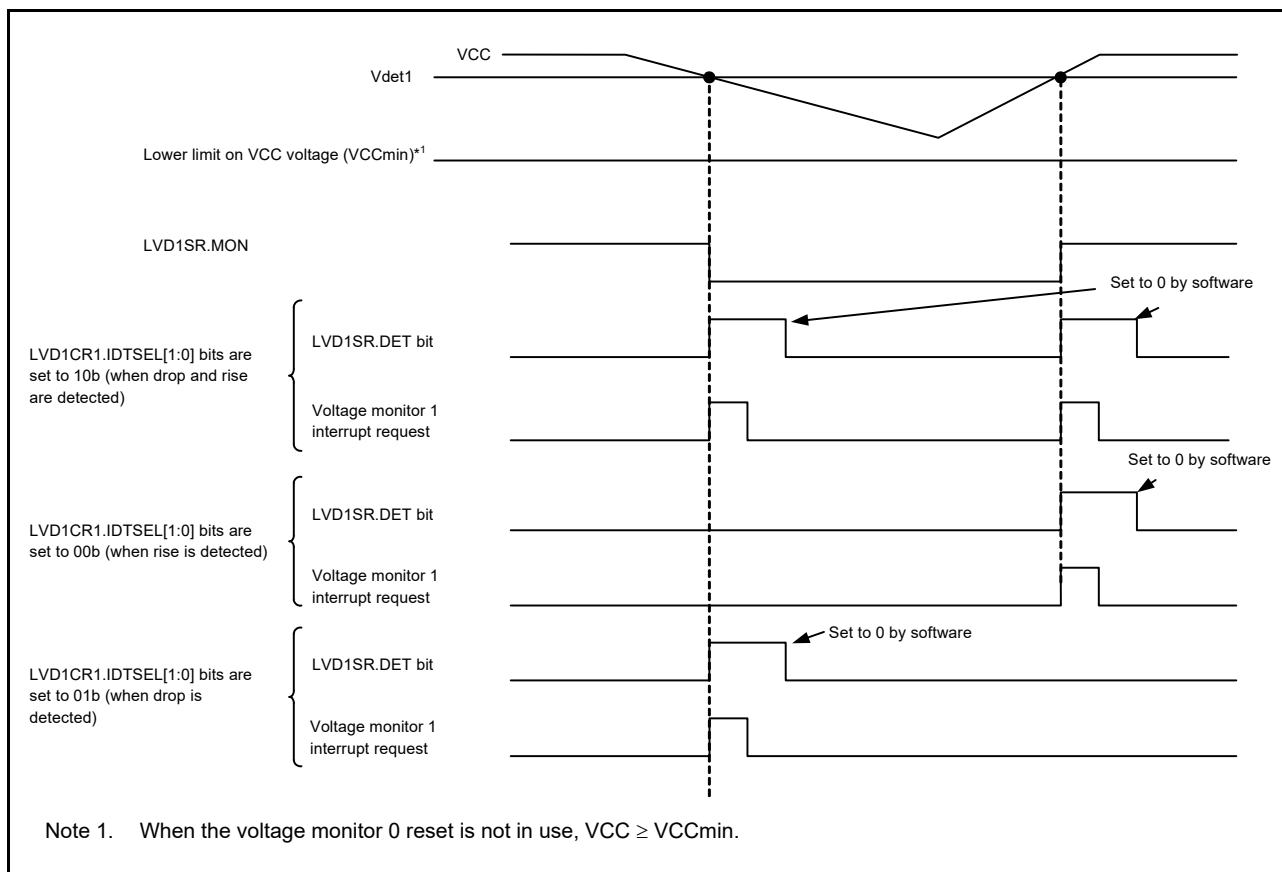 VCC
Vdet1
Lower limit on VCC voltage (VCCmin)*1
LVD1SR.MON
Set to 0 by software
LVD1CR1.IDTSEL[1:0] bits are
set to 10b (when drop and rise
are detected)
LVD1SR.DET bit
Voltage monitor 1
interrupt request
Set to 0 by software
LVD1CR1.IDTSEL[1:0] bits are
set to 00b (when rise is detected)
LVD1SR.DET bit
Voltage monitor 1
interrupt request
Set to 0 by software
LVD1CR1.IDTSEL[1:0] bits are
set to 01b (when drop is
detected)
LVD1SR.DET bit
Voltage monitor 1
interrupt request
Note 1. When the voltage monitor 0 reset is not in use, VCC ≥ VCCmin.